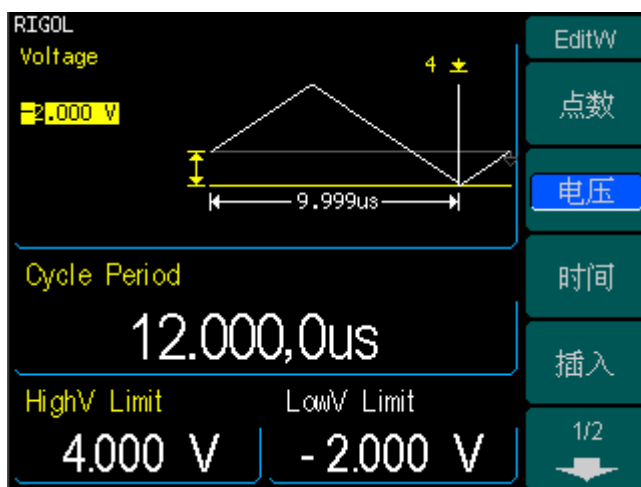 RIGOL
Voltage
-2.000 V
4
9.999us
Cycle Period
12.000,0us
HighV Limit
LowV Limit
4.000 V
- 2.000 V
EditW
点数
电压
时间
插入
1/2